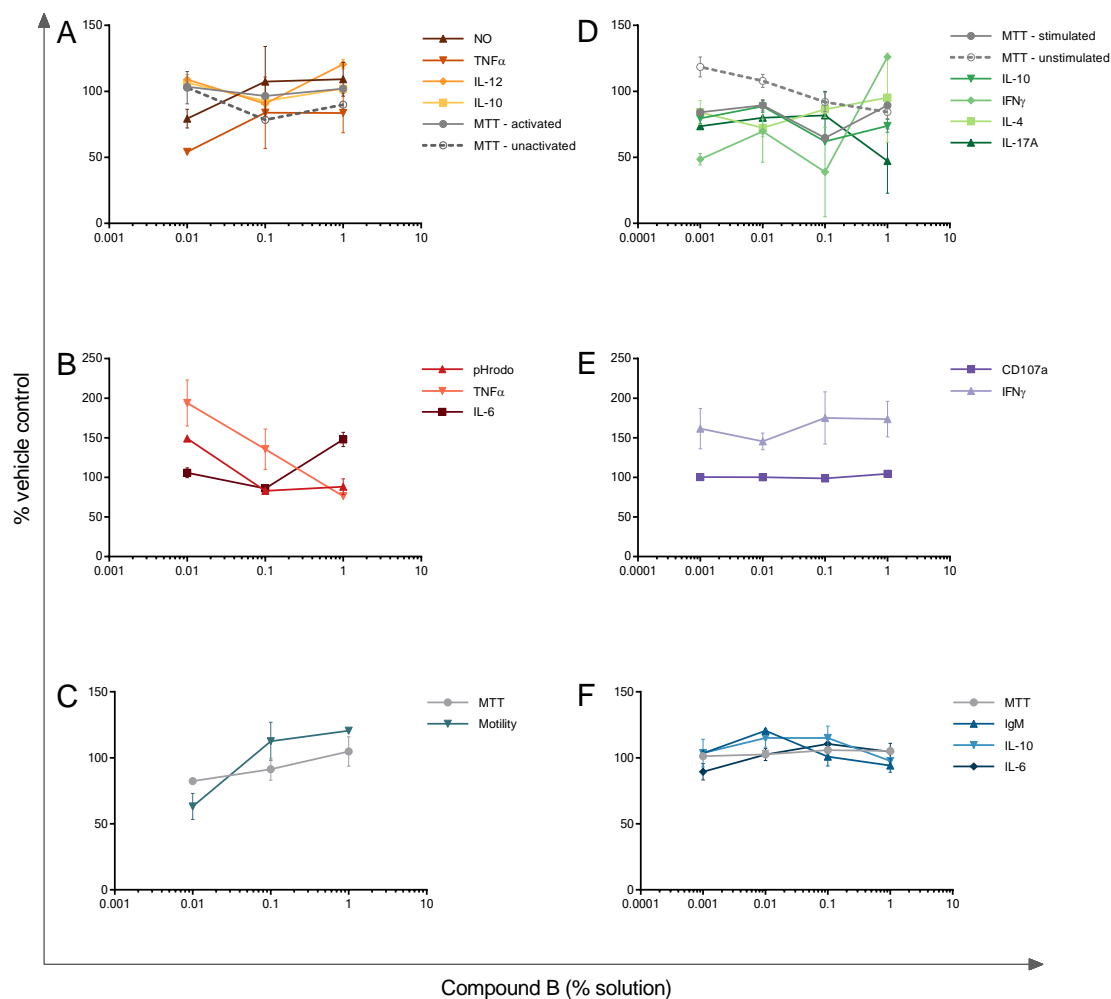 A
150
100
50
0
0.001
0.01
0.1
1
10
NO
TNFα
IL-12
IL-10
MTT - activated
MTT - unactivated
D
150
100
50
0
0.0001
0.001
0.01
0.1
1
10
MTT - stimulated
MTT - unstimulated
IL-10
IFNγ
IL-4
IL-17A
B
250
200
150
100
50
0
0.001
0.01
0.1
1
10
pHrodo
TNFα
IL-6
E
250
200
150
100
50
0
0.0001
0.001
0.01
0.1
1
10
CD107a
IFNγ
C
150
100
50
0
0.001
0.01
0.1
1
10
MTT
Motility
F
150
100
50
0
0.0001
0.001
0.01
0.1
1
10
MTT
IgM
IL-10
IL-6
% vehicle control
Compound B (% solution)